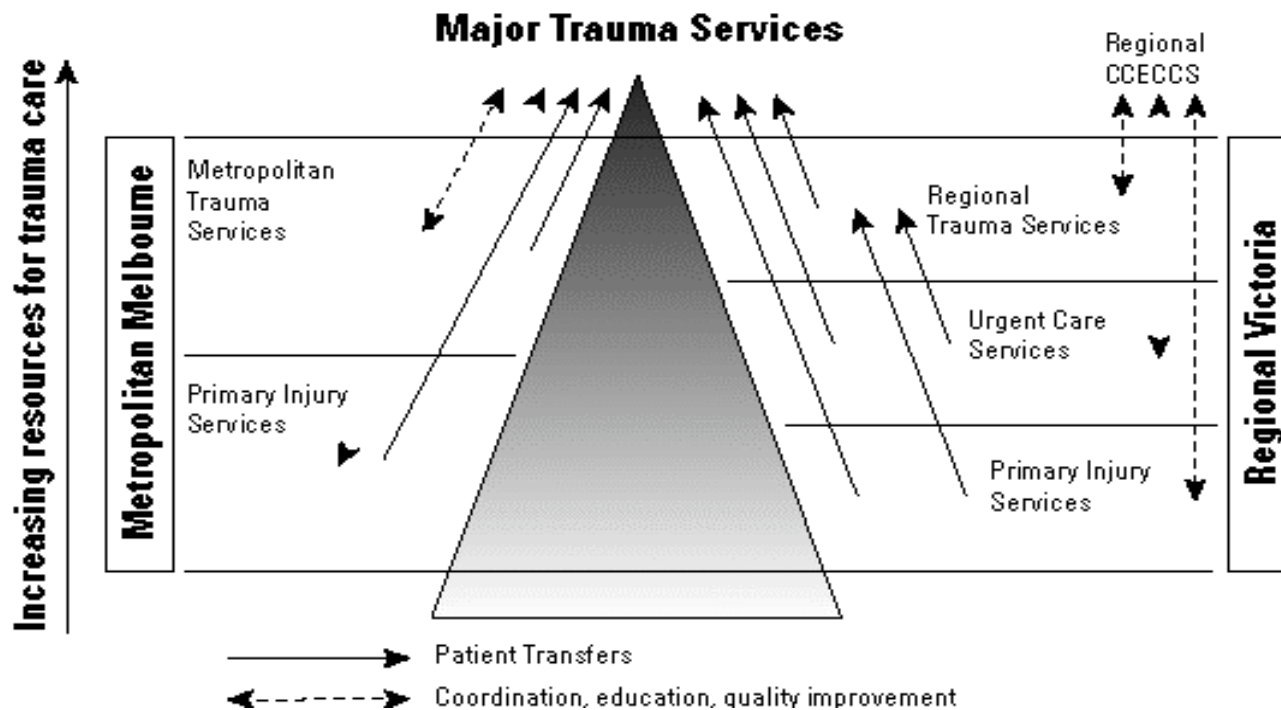 Major Trauma Services
Regional
CCECCS
Increasing resources for trauma care
Metropolitan Melbourne
Metropolitan
Trauma
Services
Primary Injury
Services
Regional
Trauma Services
Urgent Care
Services
Primary Injury
Services
Regional Victoria
Patient Transfers
Coordination, education, quality improvement